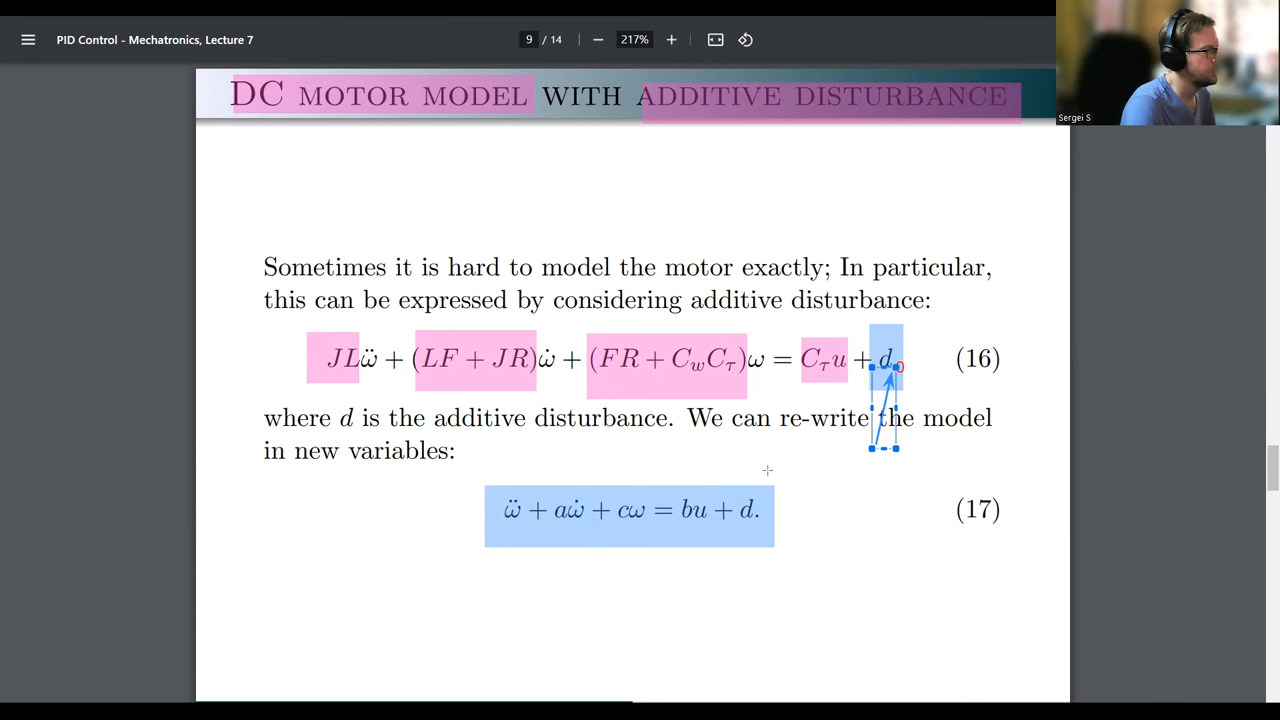 PID Control - Mechatronics, Lecture 7
9 / 14
217%
Sergei S
DC MOTOR MODEL WITH ADDITIVE DISTURBANCE
Sometimes it is hard to model the motor exactly; In particular,
this can be expressed by considering additive disturbance:
JLω̈ + (LF + JR)ω̇ + (FR + C_wC_τ)ω = C_τu + d₀ (16)
where d is the additive disturbance. We can re-write the model
in new variables:
ω̈ + aω̇ + cω = bu + d. (17)